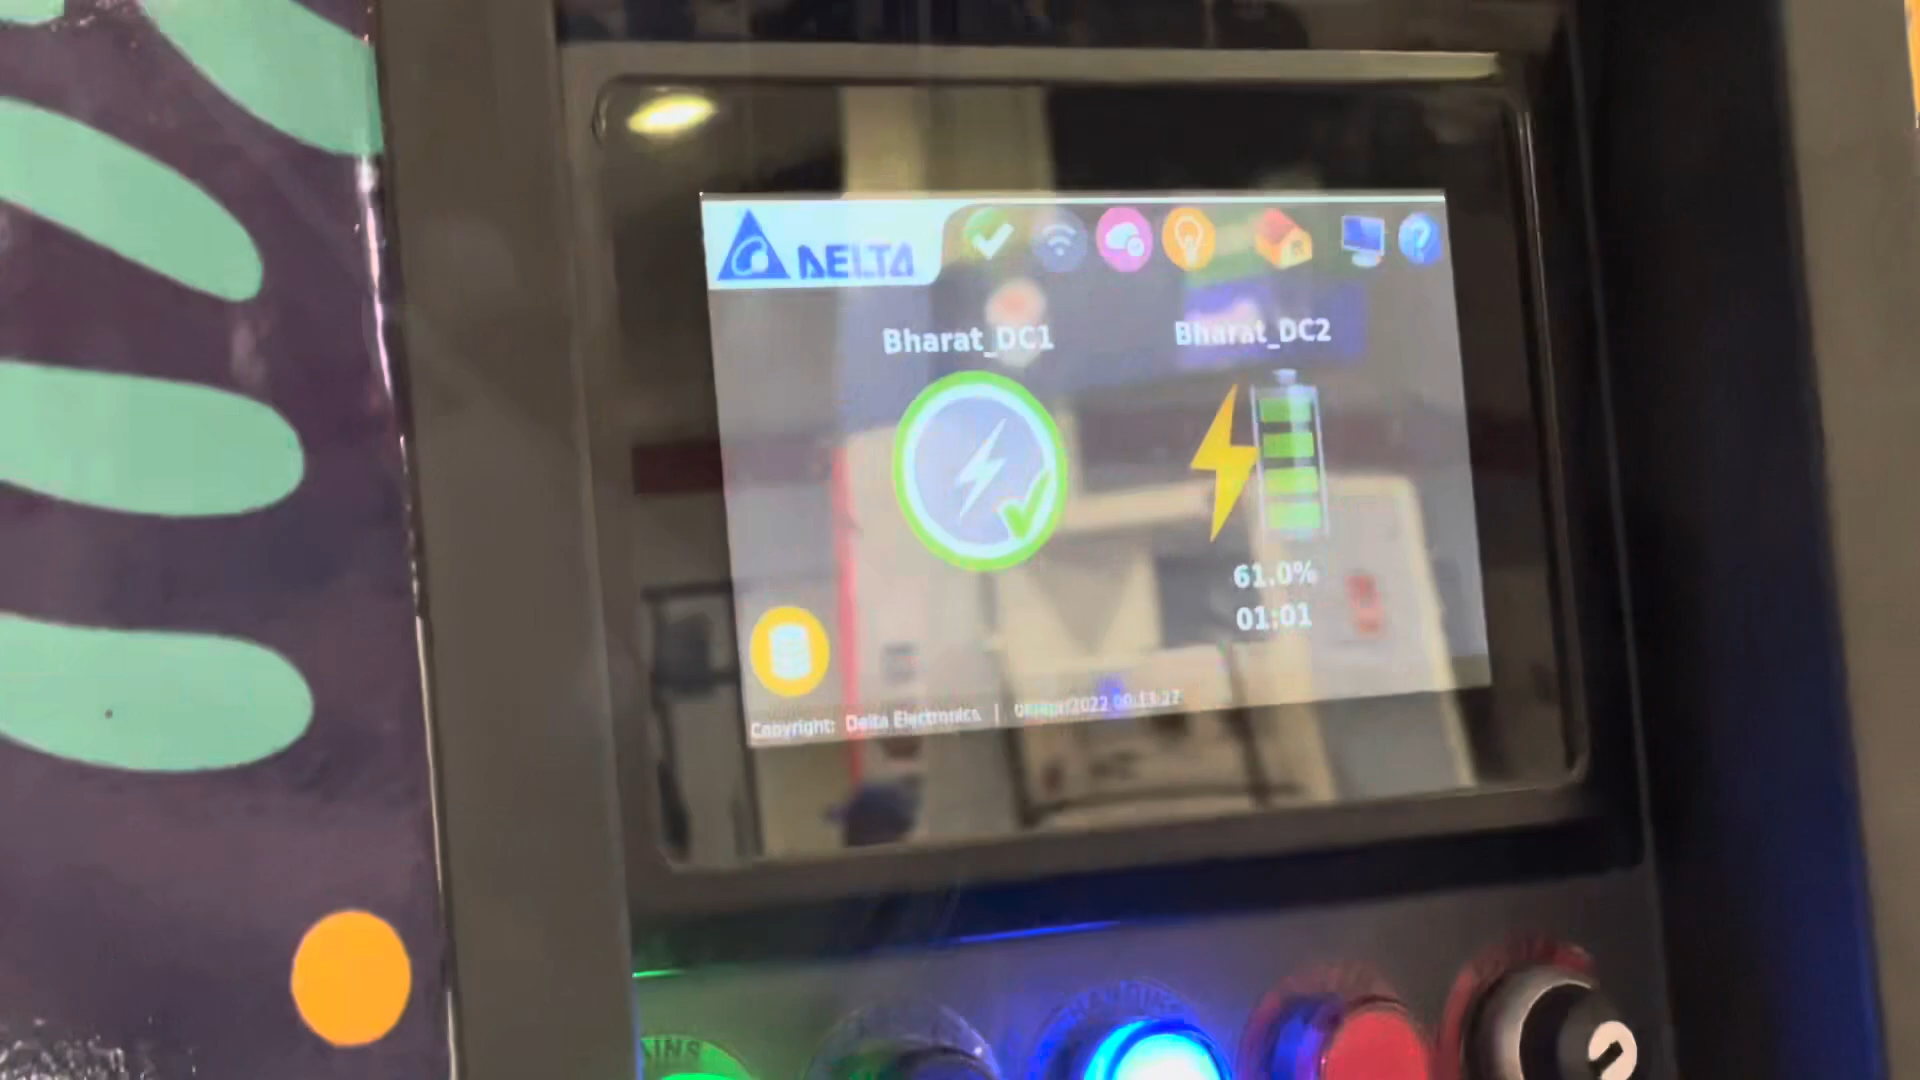 DELTA
Bharat_DC1
Bharat_DC2
61.0%
01:01
Copyright: Delta Electronics |